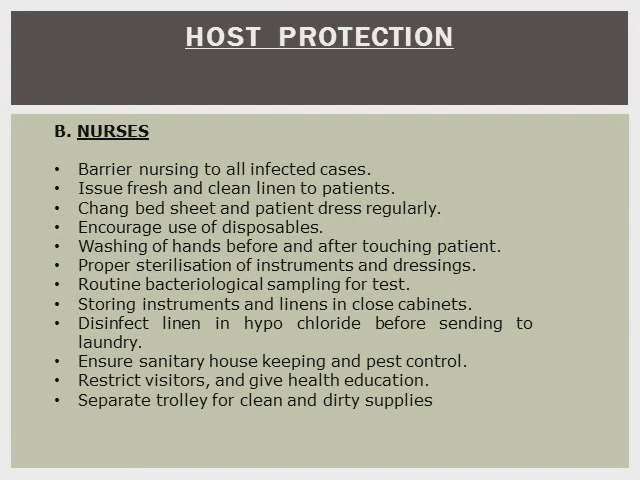 HOST PROTECTION
B. NURSES
• Barrier nursing to all infected cases.
• Issue fresh and clean linen to patients.
• Chang bed sheet and patient dress regularly.
• Encourage use of disposables.
• Washing of hands before and after touching patient.
• Proper sterilisation of instruments and dressings.
• Routine bacteriological sampling for test.
• Storing instruments and linens in close cabinets.
• Disinfect linen in hypo chloride before sending to
laundry.
• Ensure sanitary house keeping and pest control.
• Restrict visitors, and give health education.
• Separate trolley for clean and dirty supplies